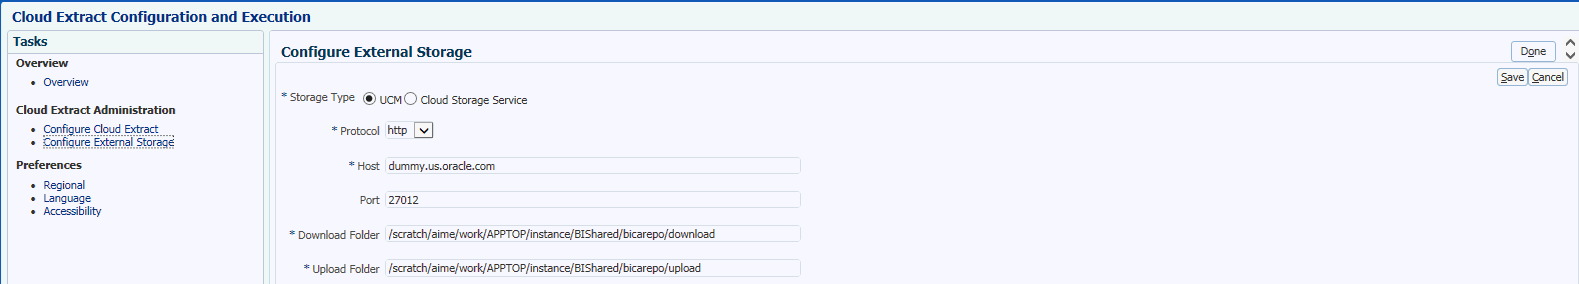 Cloud Extract Configuration and Execution
Tasks
Overview
Overview
Cloud Extract Administration
Configure Cloud Extract
Configure External Storage
Preferences
Regional
Language
Accessibility
Configure External Storage
Done
Save Cancel
* Storage Type UCM Cloud Storage Service
* Protocol http
* Host dummy.us.oracle.com
Port 27012
* Download Folder /scratch/aime/work/APPTOP/instance/BIShared/bicarepo/download
* Upload Folder /scratch/aime/work/APPTOP/instance/BIShared/bicarepo/upload